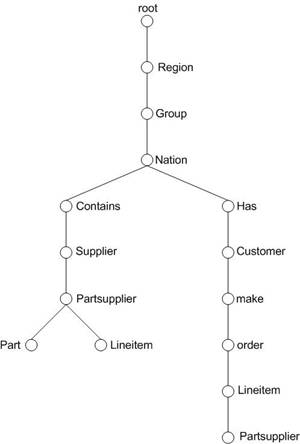 root
Region
Group
Nation
Contains Has
Supplier Customer
Partsupplier make
Part Lineitem order
Lineitem
Partsupplier